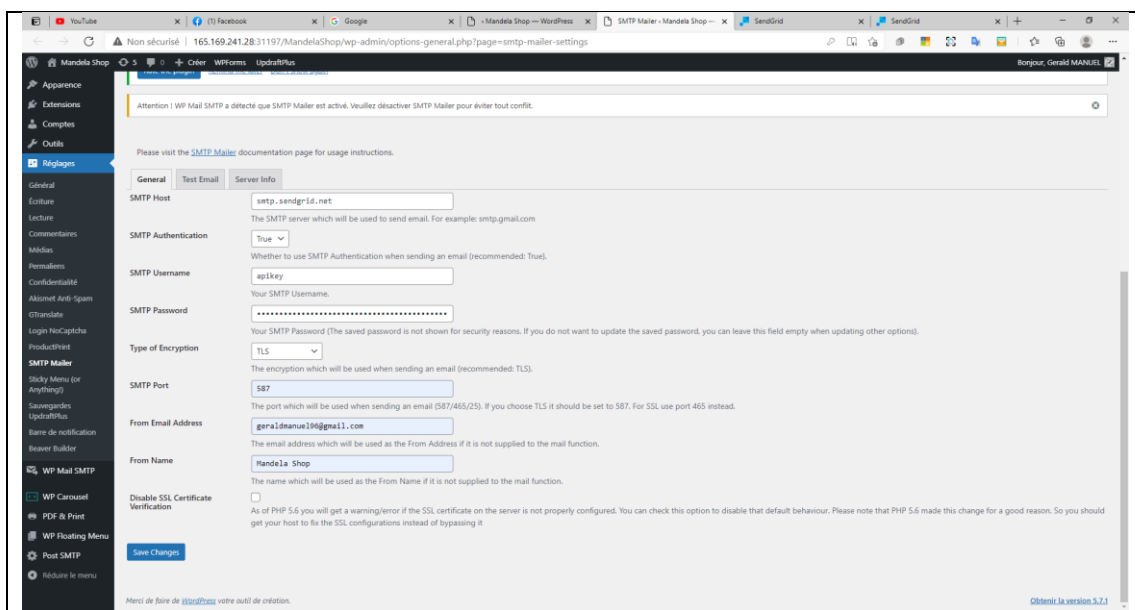 YouTube
(1) Facebook
Google
‹ Mandela Shop — WordPress
SMTP Mailer ‹ Mandela Shop —
SendGrid
SendGrid
Non sécurisé | 165.169.241.28:31197/MandelaShop/wp-admin/options-general.php?page=smtp-mailer-settings
Mandela Shop 5 0 + Créer WPForms UpdraftPlus
Bonjour, Gerald MANUEL
Apparence
Extensions
Comptes
Outils
Réglages
Général
Écriture
Lecture
Commentaires
Médias
Permaliens
Confidentialité
Akismet Anti-Spam
GTranslate
Login NoCaptcha
ProductPrint
SMTP Mailer
Sticky Menu (or
Anything!)
Sauvegardes
UpdraftPlus
Barre de notification
Beaver Builder
WP Mail SMTP
WP Carousel
PDF & Print
WP Floating Menu
Post SMTP
Réduire le menu
Attention ! WP Mail SMTP a détecté que SMTP Mailer est activé. Veuillez désactiver SMTP Mailer pour éviter tout conflit.
Please visit the SMTP Mailer documentation page for usage instructions.
General Test Email Server Info
SMTP Host
smtp.sendgrid.net
The SMTP server which will be used to send email. For example: smtp.gmail.com
SMTP Authentication
True
Whether to use SMTP Authentication when sending an email (recommended: True).
SMTP Username
apikey
Your SMTP Username.
SMTP Password
Your SMTP Password (The saved password is not shown for security reasons. If you do not want to update the saved password, you can leave this field empty when updating other options).
Type of Encryption
TLS
The encryption which will be used when sending an email (recommended: TLS).
SMTP Port
587
The port which will be used when sending an email (587/465/25). If you choose TLS it should be set to 587. For SSL use port 465 instead.
From Email Address
geraldmanuel96@gmail.com
The email address which will be used as the From Address if it is not supplied to the mail function.
From Name
Mandela Shop
The name which will be used as the From Name if it is not supplied to the mail function.
Disable SSL Certificate
Verification
As of PHP 5.6 you will get a warning/error if the SSL certificate on the server is not properly configured. You can check this option to disable that default behaviour. Please note that PHP 5.6 made this change for a good reason. So you should
get your host to fix the SSL configurations instead of bypassing it
Save Changes
Merci de faire de WordPress votre outil de création.
Obtenir la version 5.7.1